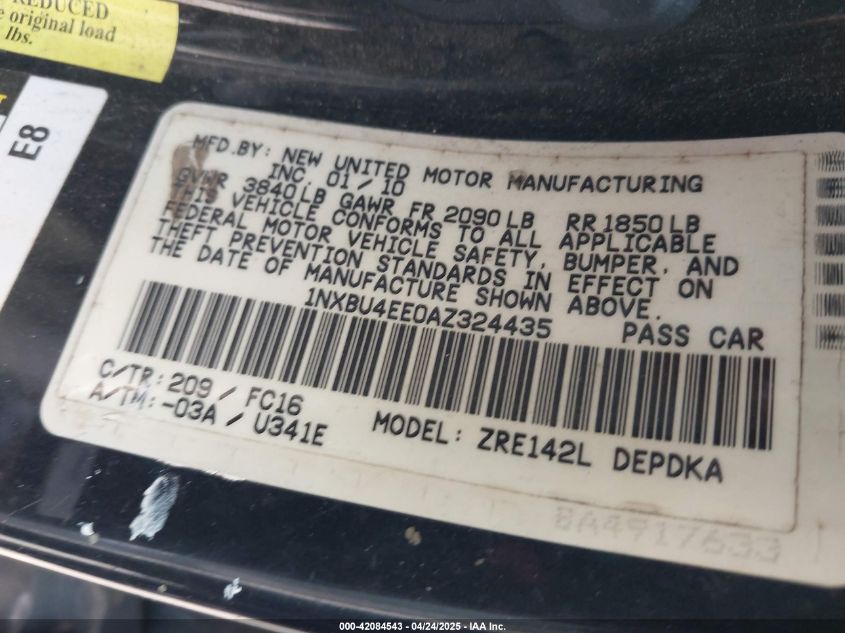 REDUCED
e original load
lbs.
E8
MFD.BY: NEW UNITED MOTOR MANUFACTURING
INC 01/10
GVWR 3840LB GAWR FR 2090LB RR 1850LB
THIS VEHICLE CONFORMS TO ALL APPLICABLE
FEDERAL MOTOR VEHICLE SAFETY, BUMPER, AND
THEFT PREVENTION STANDARDS IN EFFECT ON
THE DATE OF MANUFACTURE SHOWN ABOVE.
1NXBU4EE0AZ324435 PASS CAR
C/TR: 209 / FC16
A/TM: -03A / U341E
MODEL: ZRE142L DEPDKA
BA4917633
000-42084543 - 04/24/2025 - IAA Inc.